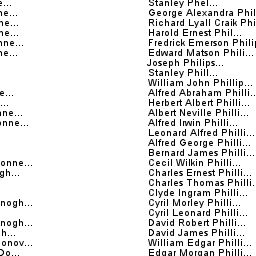 e... Stanley Phel...
ne... George Alexandra Phil
ne... Richard Lyall Craik Phi
ne... Harold Ernest Phil...
onne... Fredrick Emerson Philip
ne... Edward Matson Philli...
Joseph Philips...
Stanley Phill...
William John Phillip...
e... Alfred Abraham Philli...
... Herbert Albert Philli...
nne... Albert Neville Philli...
onne... Alfred Irwin Philli...
Leonard Alfred Philli...
Alfred George Philli...
Bernard James Philli...
onne... Cecil Wilkin Philli...
gh... Charles Ernest Philli...
Charles Thomas Philli...
Clyde Ingram Philli...
nogh... Cyril Morley Philli...
Cyril Leonard Philli...
nogh... David Robert Philli...
h... David James Philli...
onov... William Edgar Philli...
Do... Edgar Morgan Philli...